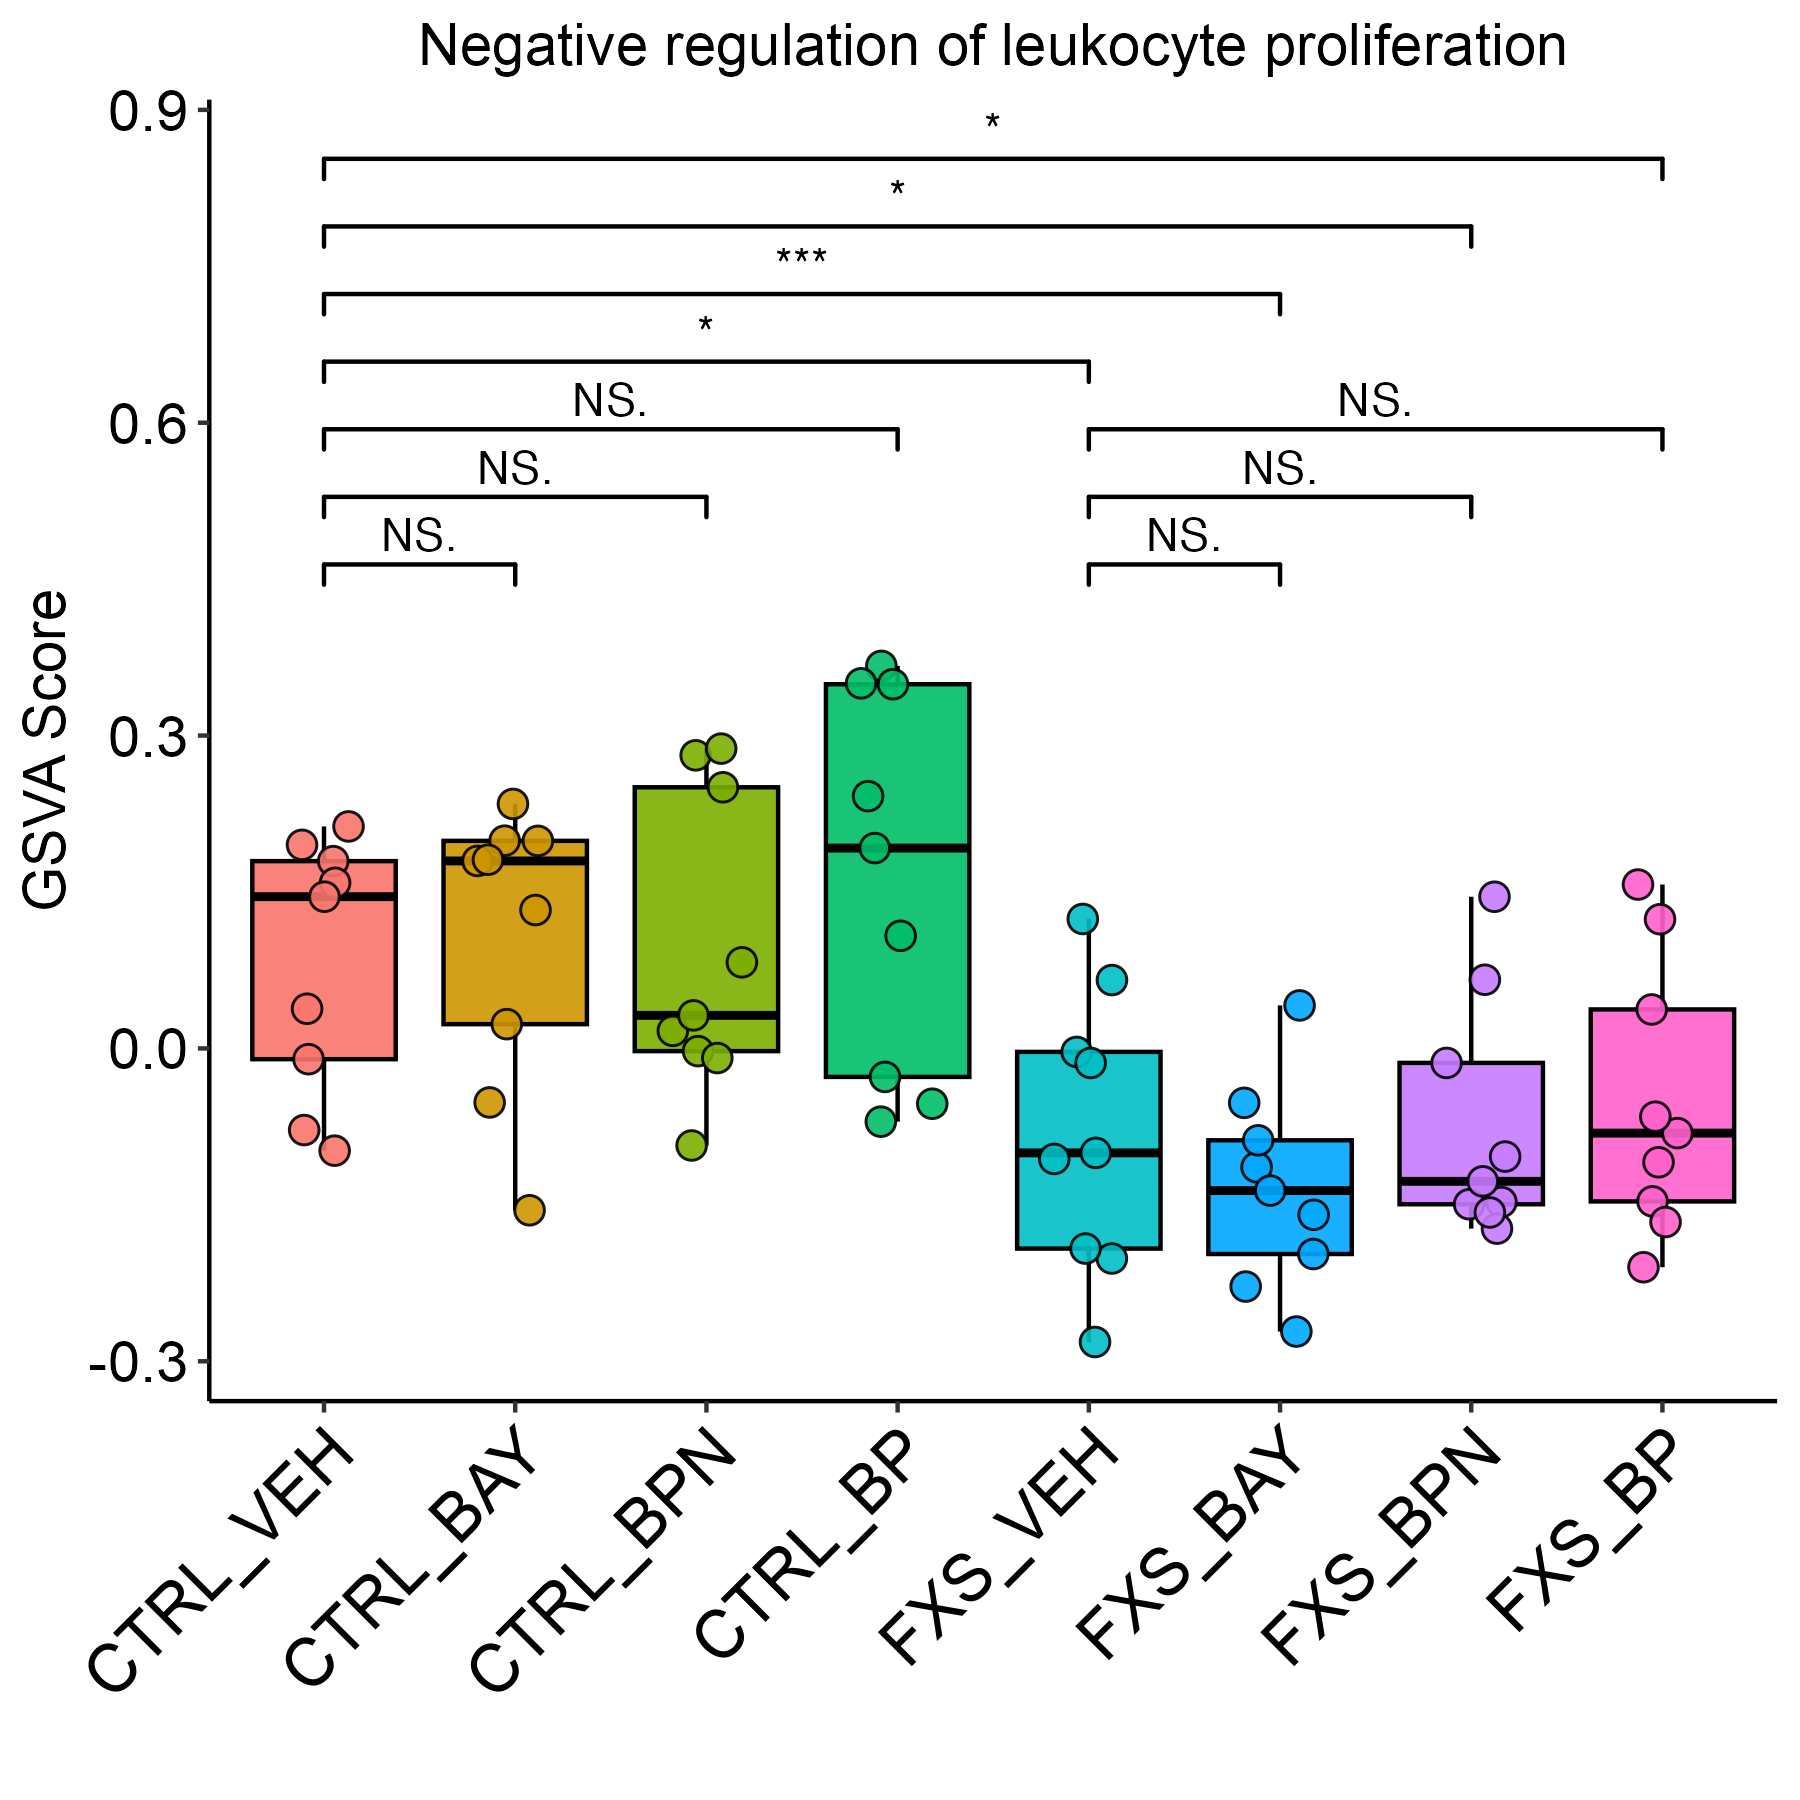 Negative regulation of leukocyte proliferation
0.9
*
*
***
*
0.6
NS.
NS.
NS.
NS.
NS.
NS.
GSVA Score
0.3
0.0
-0.3
CTRL_VEH
CTRL_BAY
CTRL_BPN
CTRL_BP
FXS_VEH
FXS_BAY
FXS_BPN
FXS_BP